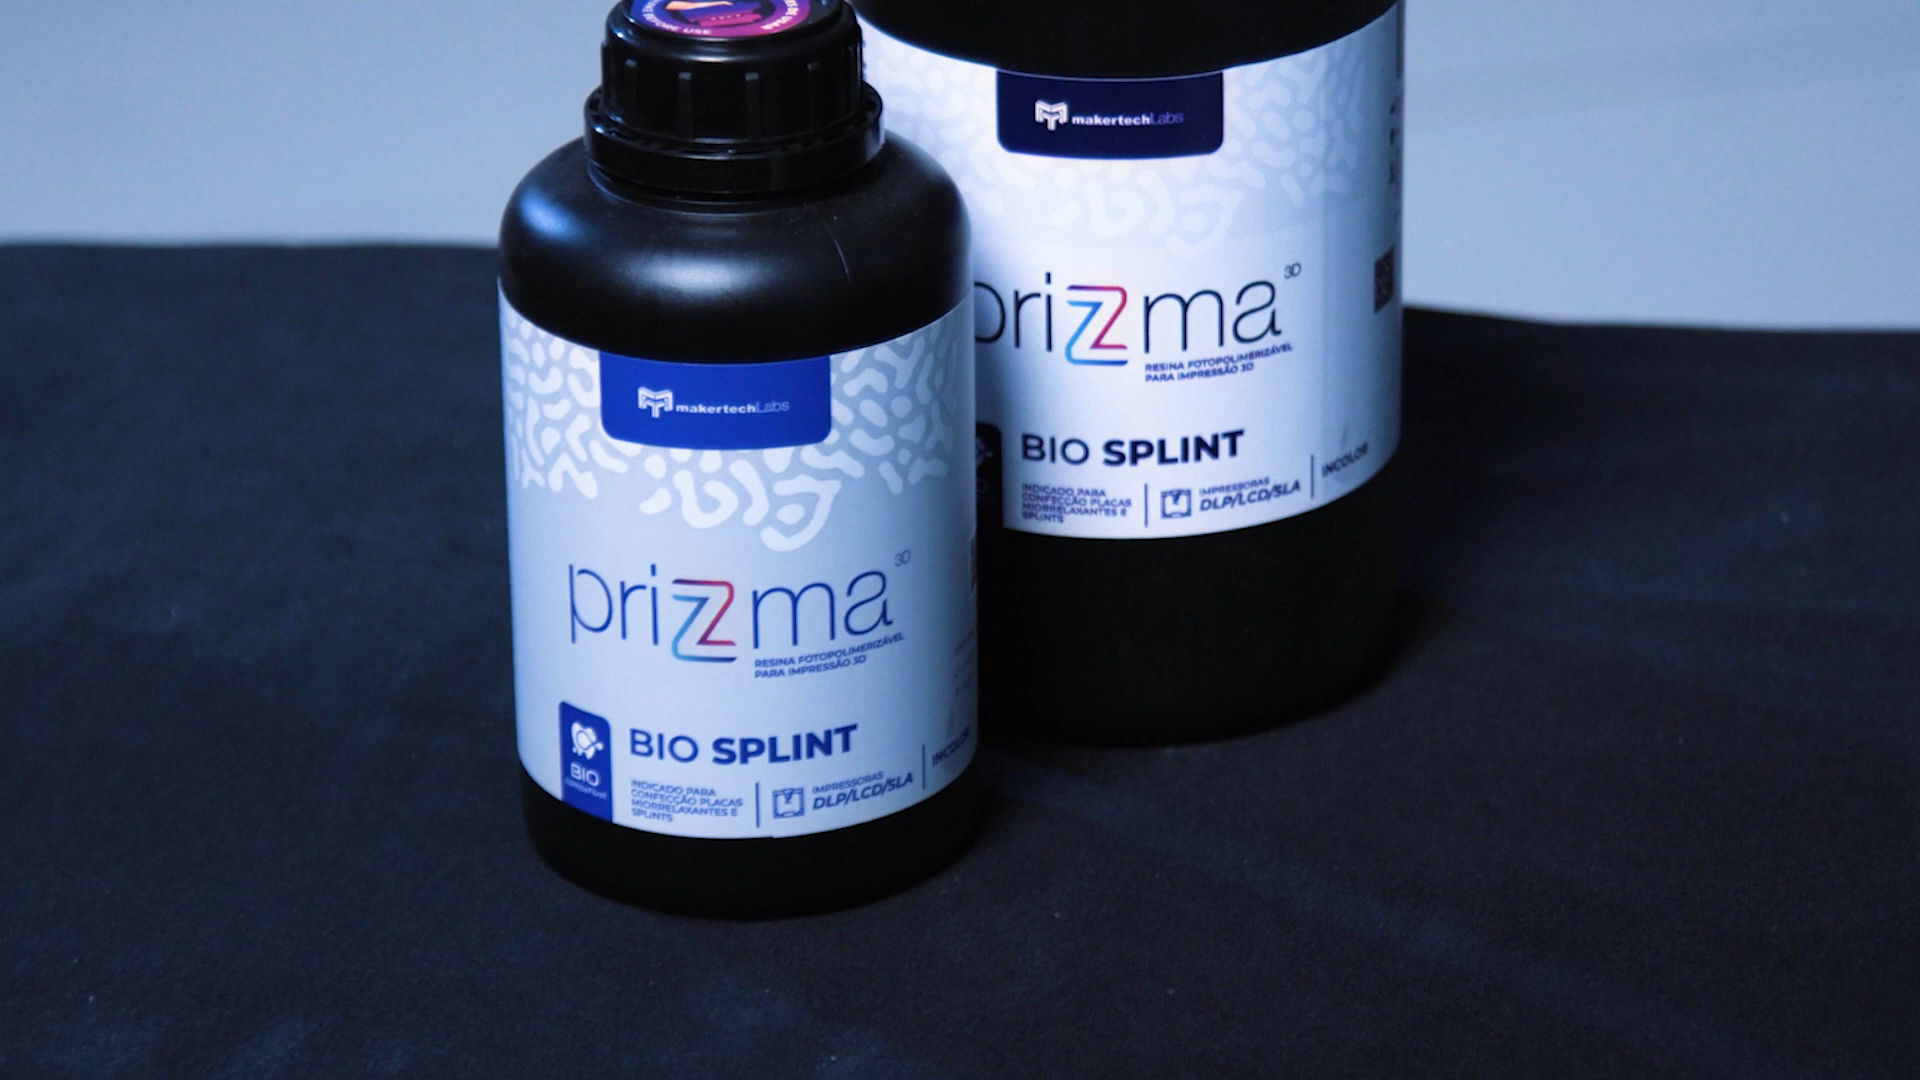 BEFORE USE
makertechLabs
prizma 3D
RESINA FOTOPOLIMERIZÁVEL
PARA IMPRESSÃO 3D
BIO
BIO SPLINT
INDICADO PARA
CONFECÇÃO PLACAS
MIORRELAXANTES E
SPLINTS
IMPRESSORAS
DLP/LCD/SLA
INCOLOR
makertechLabs
prizma 3D
RESINA FOTOPOLIMERIZÁVEL
PARA IMPRESSÃO 3D
BIO SPLINT
INDICADO PARA
CONFECÇÃO PLACAS
MIORRELAXANTES E
SPLINTS
IMPRESSORAS
DLP/LCD/SLA
INCOLOR